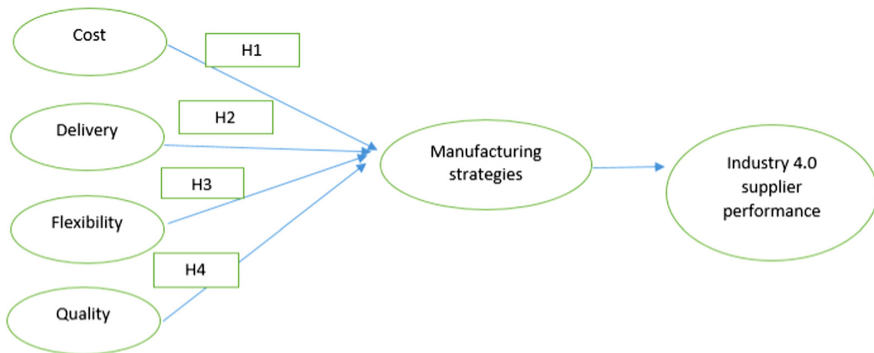 Cost
H1
Delivery
H2
Flexibility
H3
Quality
H4
Manufacturing
strategies
Industry 4.0
supplier
performance